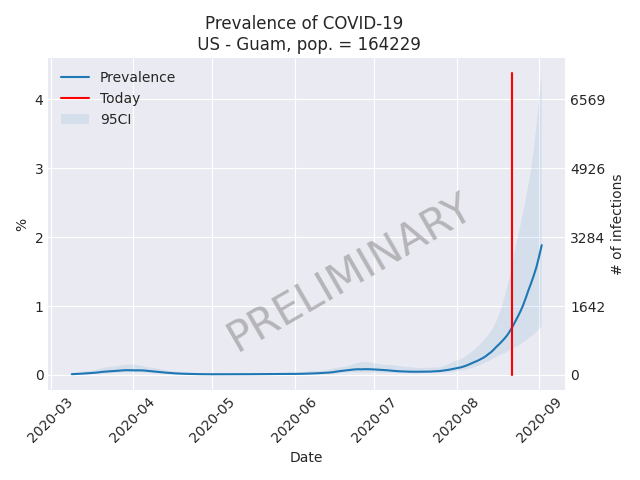 Prevalence of COVID-19
US - Guam, pop. = 164229
Prevalence
Today
95CI
PRELIMINARY
%
4
3
2
1
0
6569
4926
3284
1642
0
# of infections
2020-03
2020-04
2020-05
2020-06
2020-07
2020-08
2020-09
Date